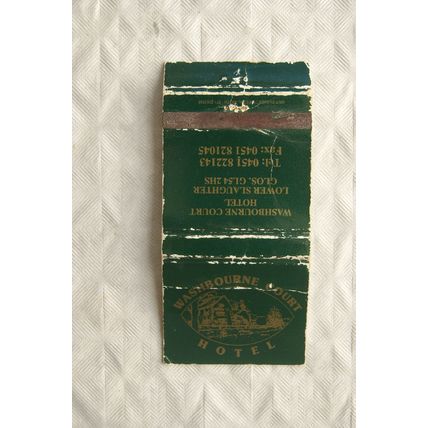 WASHBOURNE COURT
HOTEL
LOWER SLAUGHTER
GLOS. GL54 2HS
Tel: 0451 822143
Fax: 0451 821045
WASHBOURNE COURT
HOTEL